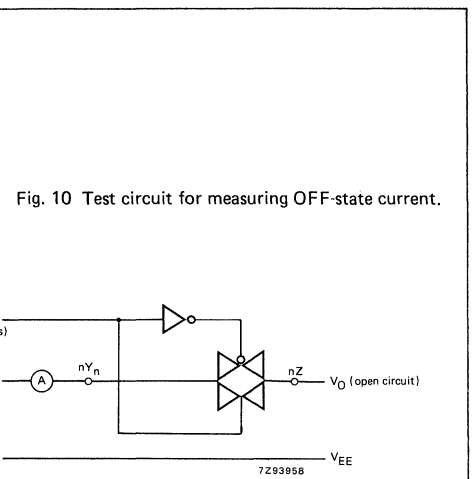 Fig. 10 Test circuit for measuring OFF-state current.
s)
A
nYn
nZ
VO (open circuit)
VEE
7Z93958